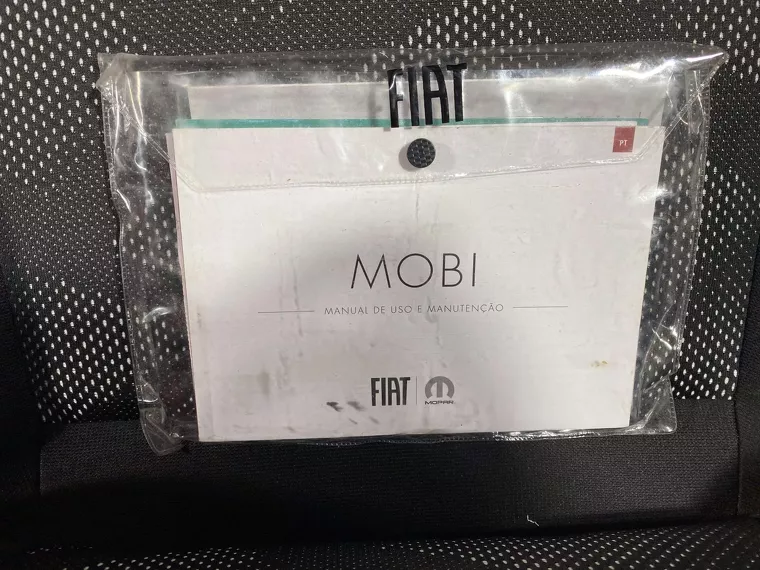 FIAT
PT
MOBI
MANUAL DE USO E MANUTENÇÃO
FIAT MOPAR